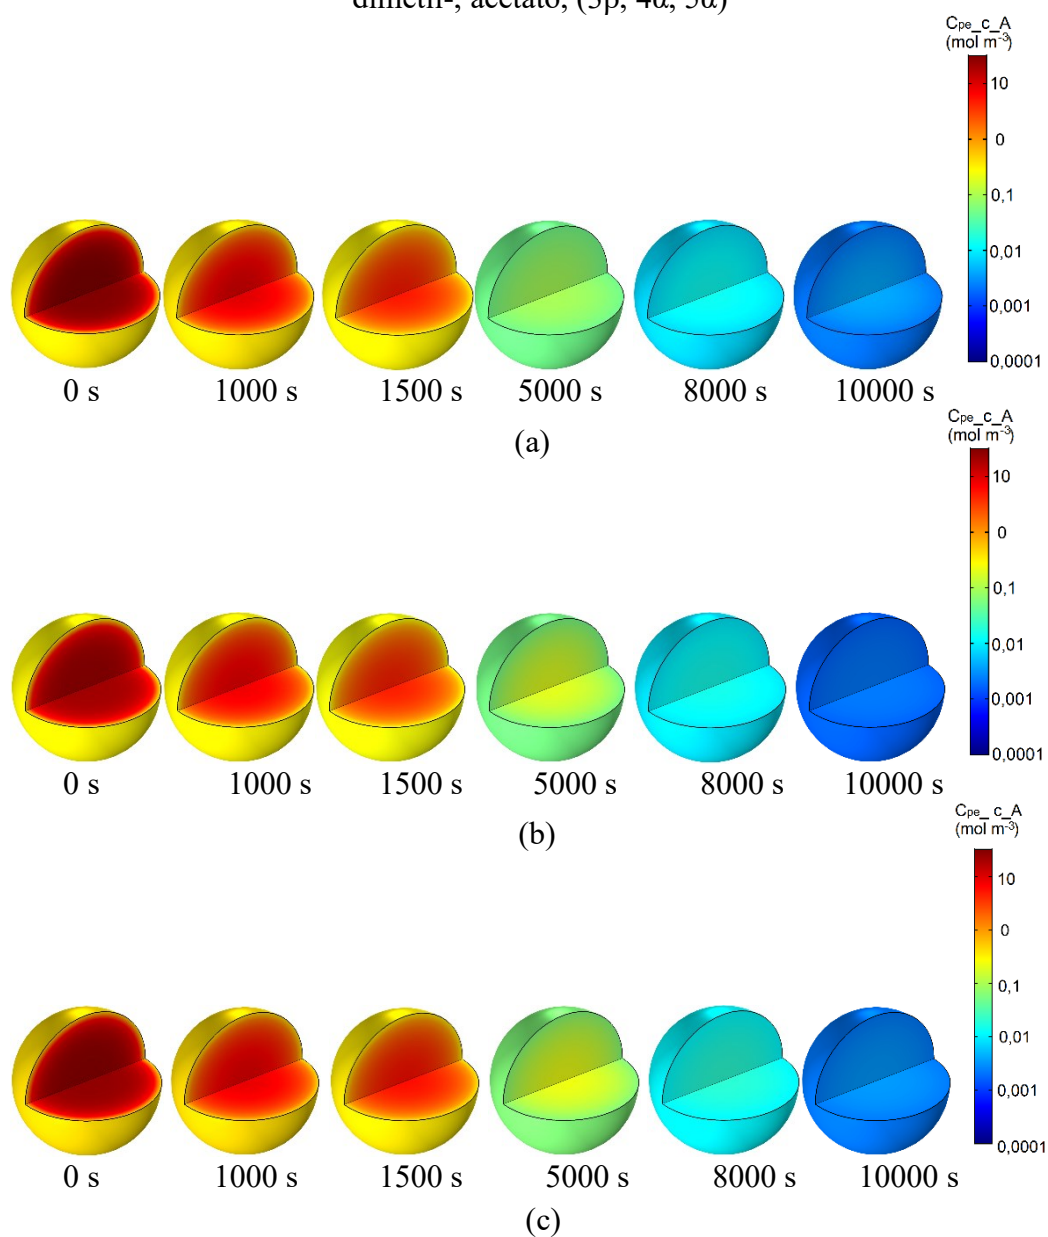 dimetil-, acetato, (3β, 4α, 5α)
Cpe_c_A
(mol m-3)
10
0
0,1
0,01
0,001
0,0001
0 s 1000 s 1500 s 5000 s 8000 s 10000 s
(a)
Cpe_c_A
(mol m-3)
10
0
0,1
0,01
0,001
0,0001
0 s 1000 s 1500 s 5000 s 8000 s 10000 s
(b)
Cpe_ c_A
(mol m-3)
10
0
0,1
0,01
0,001
0,0001
0 s 1000 s 1500 s 5000 s 8000 s 10000 s
(c)